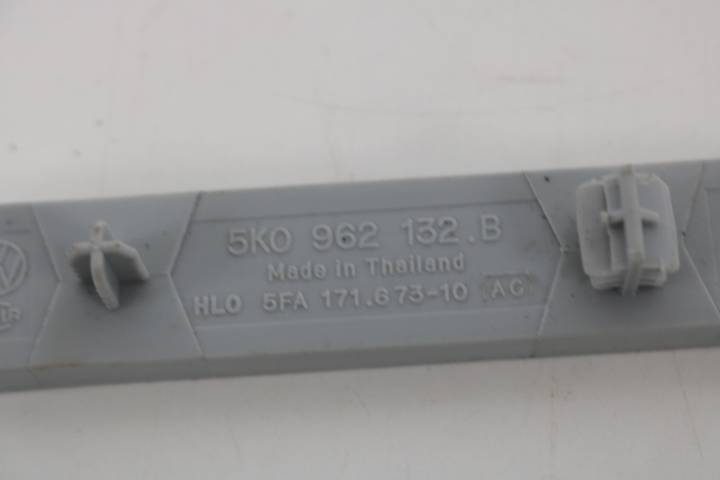 5K0 962 132.B
Made in Thailand
HLO 5FA 171.673-10 AC